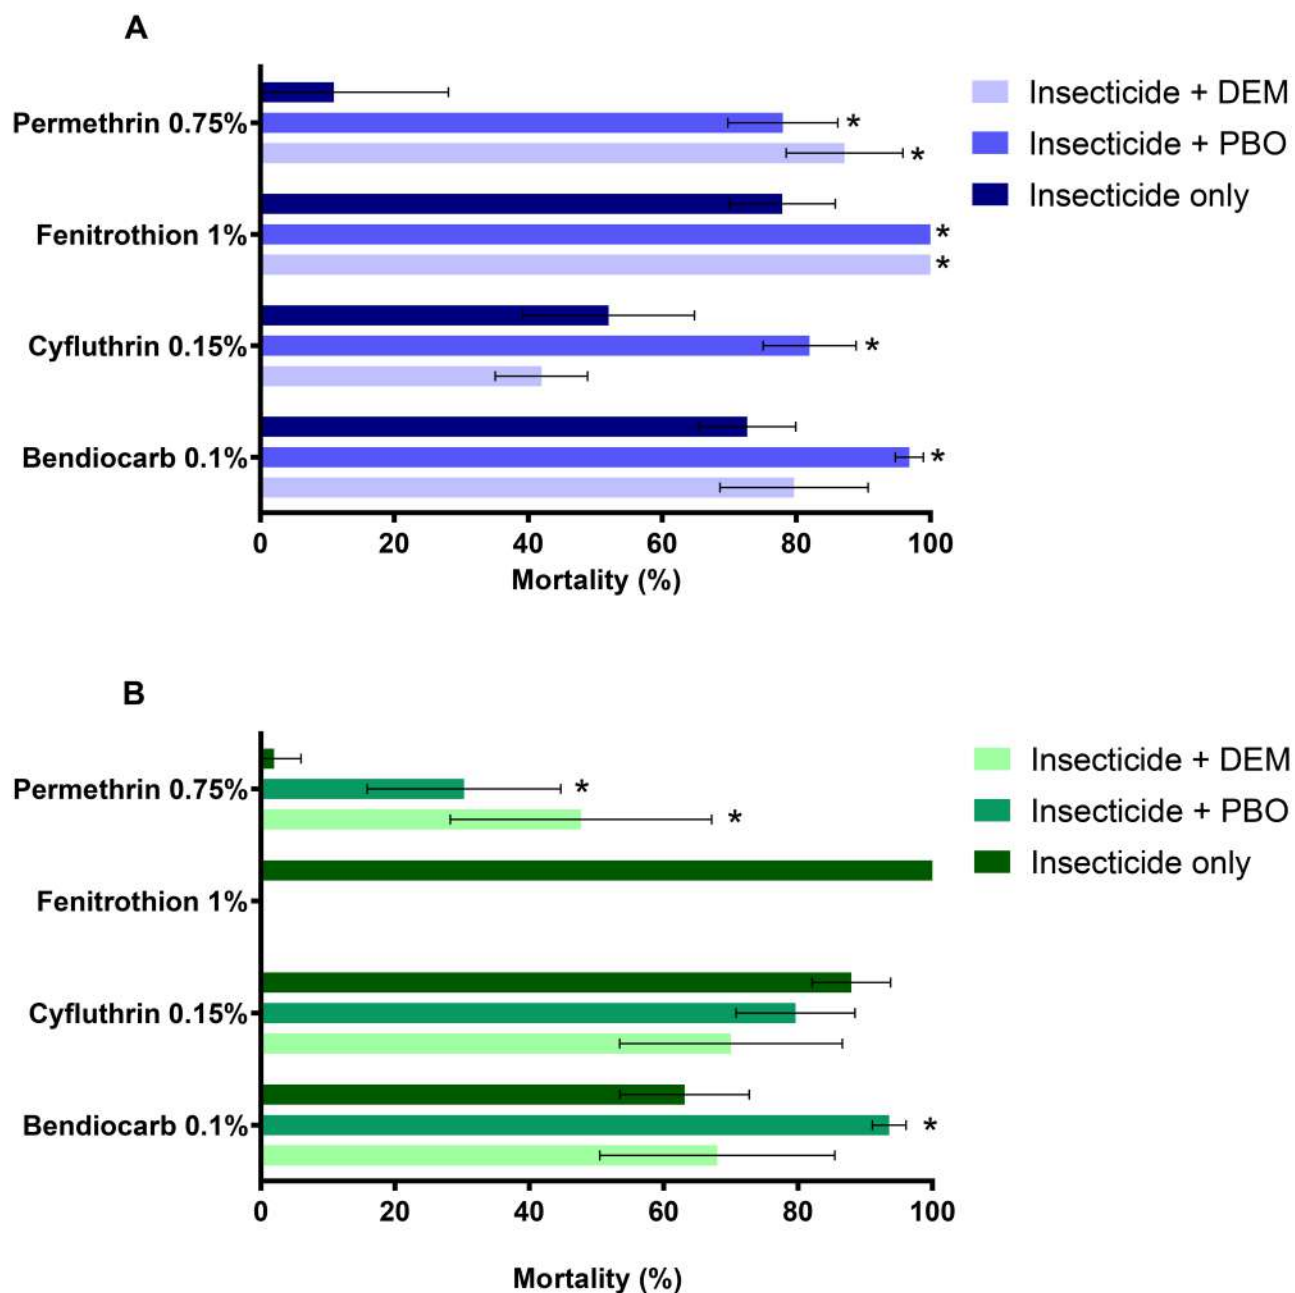 A
Permethrin 0.75%
*
*
Fenitrothion 1%
*
*
Cyfluthrin 0.15%
*
Bendiocarb 0.1%
*
0 20 40 60 80 100
Mortality (%)
Insecticide + DEM
Insecticide + PBO
Insecticide only
B
Permethrin 0.75%
*
*
Fenitrothion 1%
Cyfluthrin 0.15%
Bendiocarb 0.1%
*
0 20 40 60 80 100
Mortality (%)
Insecticide + DEM
Insecticide + PBO
Insecticide only